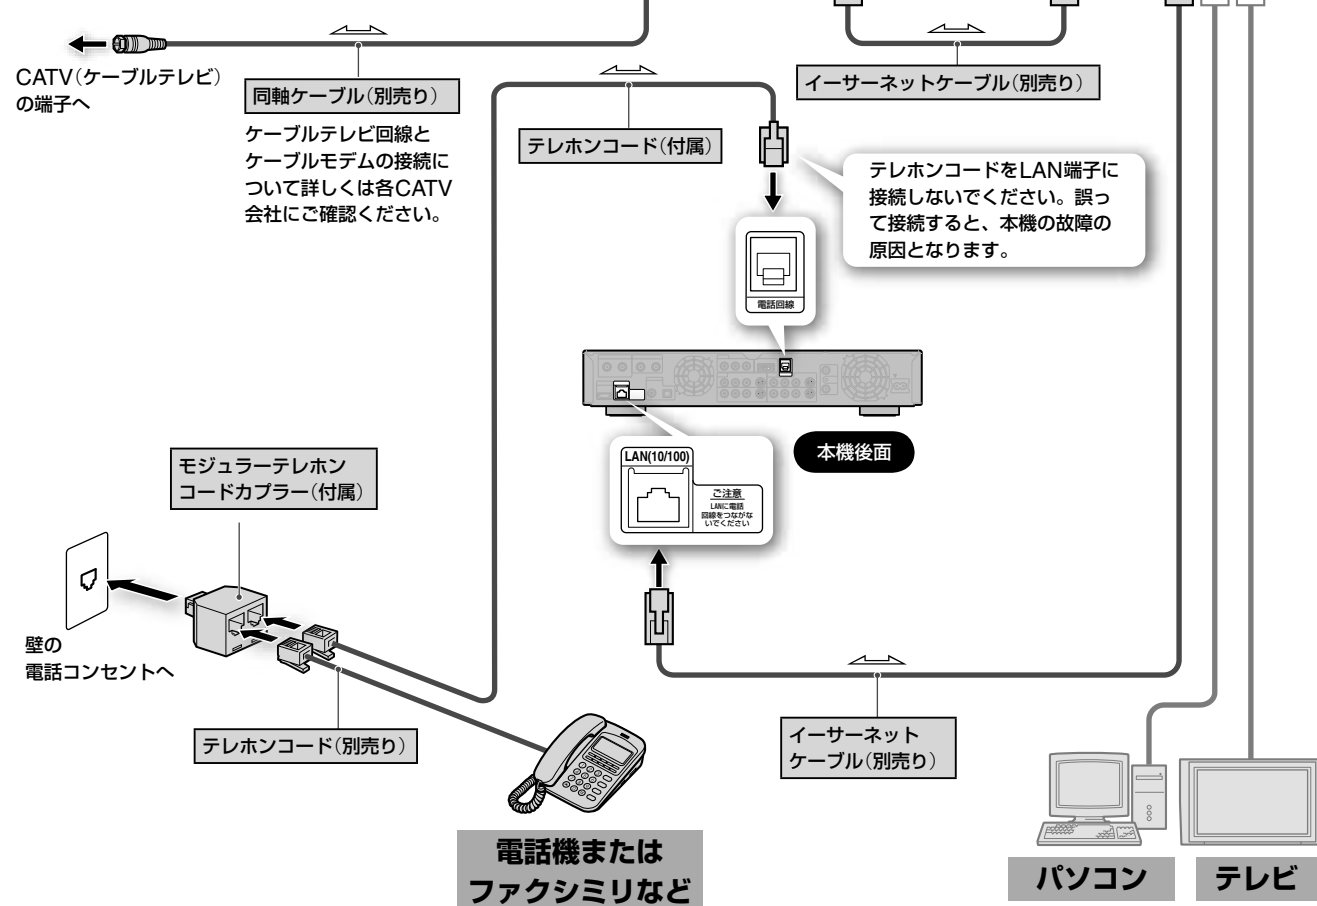 CATV（ケーブルテレビ）
の端子へ
同軸ケーブル（別売り）
ケーブルテレビ回線と
ケーブルモデムの接続に
ついて詳しくは各CATV
会社にご確認ください。
イーサーネットケーブル（別売り）
テレホンコード（付属）
テレホンコードをLAN端子に
接続しないでください。誤っ
て接続すると、本機の故障の
原因となります。
電話回線
本機後面
LAN(10/100)
ご注意
LANに電話
回線をつながな
いでください
モジュラーテレホン
コードカプラー（付属）
壁の
電話コンセントへ
テレホンコード（別売り）
イーサーネット
ケーブル（別売り）
電話機または
ファクシミリなど
パソコン
テレビ